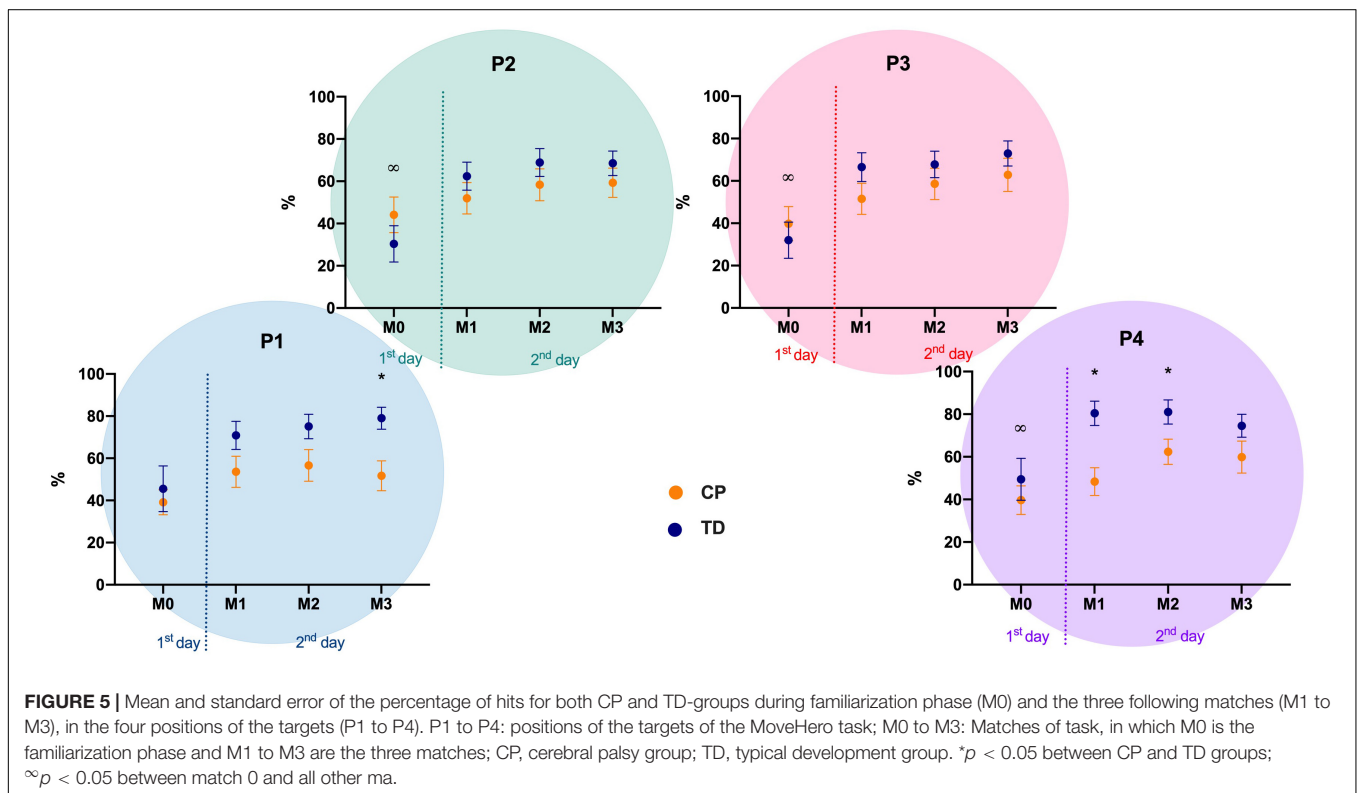 P2
100
80
60
40
20
0
%
∞
M0 M1 M2 M3
1st day 2nd day
P3
100
80
60
40
20
0
%
∞
M0 M1 M2 M3
1st day 2nd day
P1
100
80
60
40
20
0
%
*
M0 M1 M2 M3
1st day 2nd day
CP
TD
P4
100
80
60
40
20
0
%
∞
* *
M0 M1 M2 M3
1st day 2nd day
FIGURE 5 | Mean and standard error of the percentage of hits for both CP and TD-groups during familiarization phase (M0) and the three following matches (M1 to
M3), in the four positions of the targets (P1 to P4). P1 to P4: positions of the targets of the MoveHero task; M0 to M3: Matches of task, in which M0 is the
familiarization phase and M1 to M3 are the three matches; CP, cerebral palsy group; TD, typical development group. *p < 0.05 between CP and TD groups;
∞p < 0.05 between match 0 and all other ma.